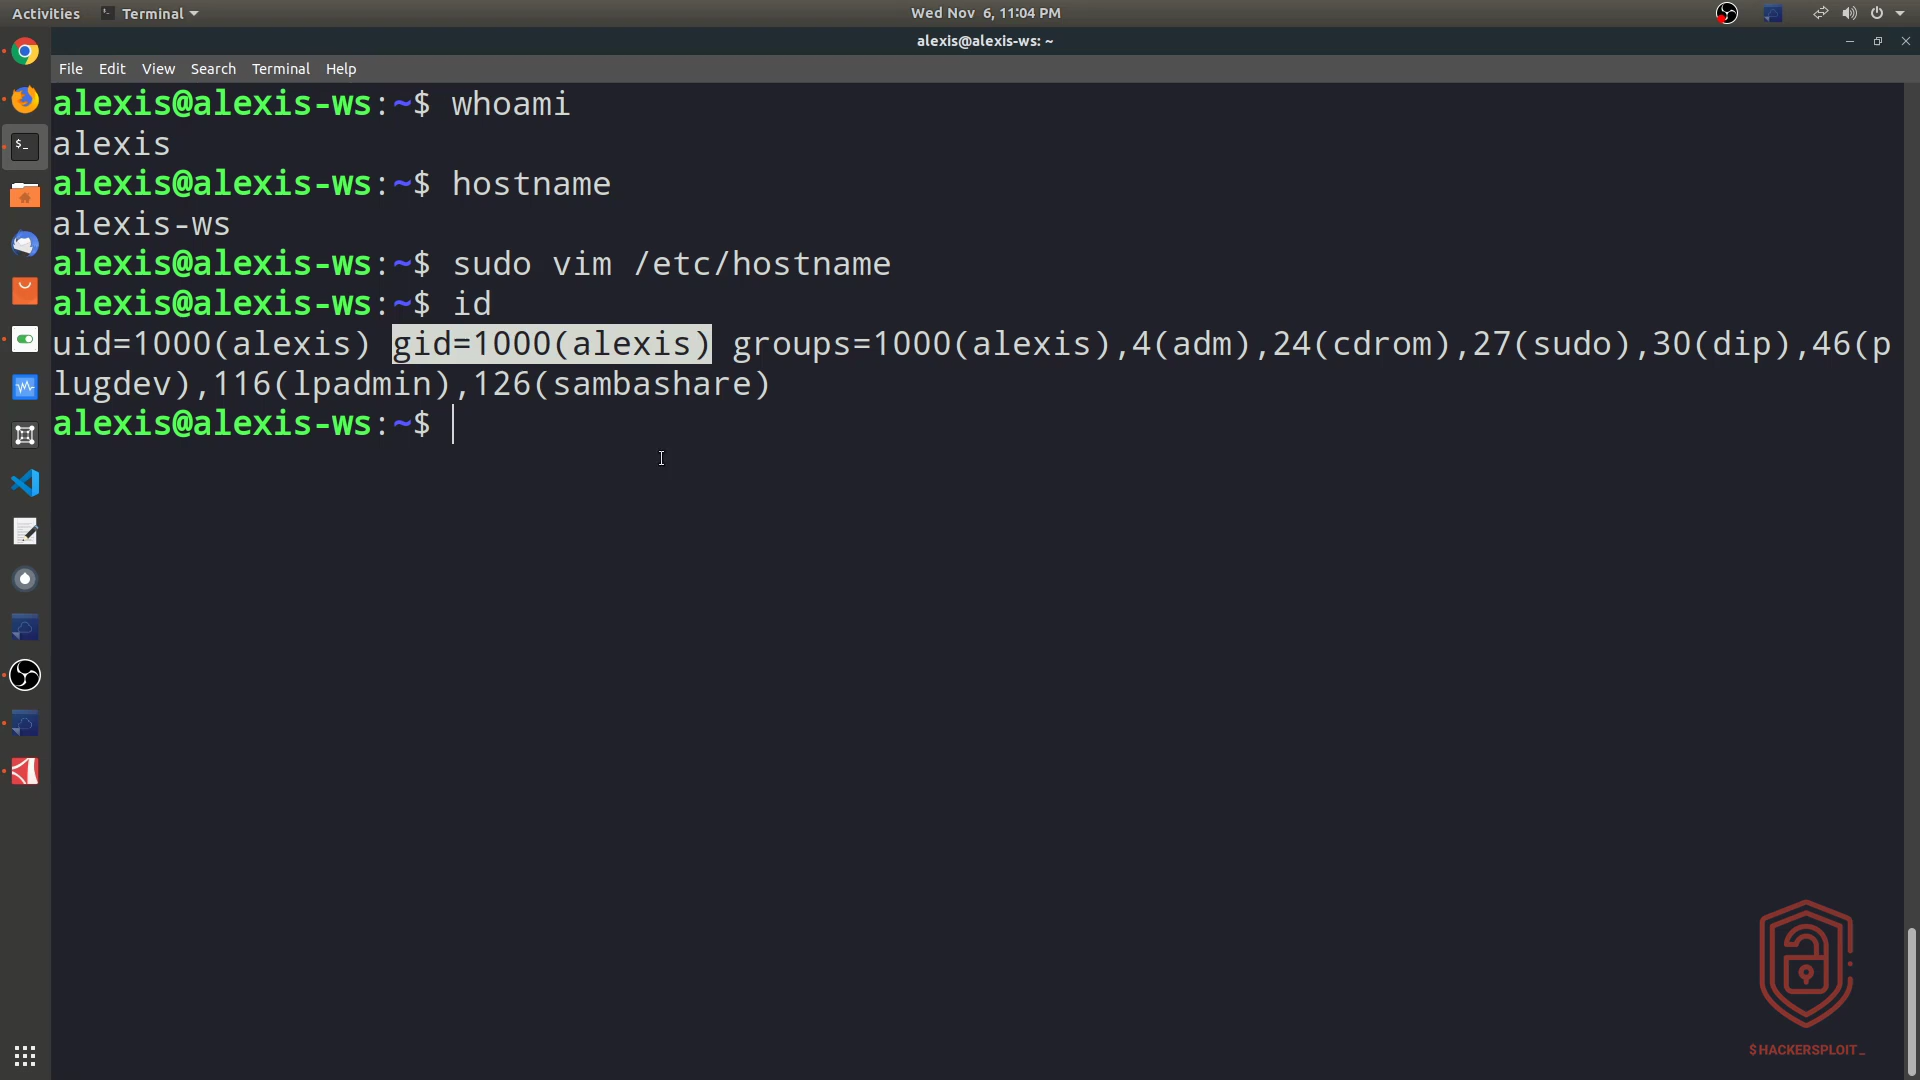 Activities Terminal Wed Nov 6, 11:04 PM
alexis@alexis-ws: ~
File Edit View Search Terminal Help
alexis@alexis-ws:~$ whoami
alexis
alexis@alexis-ws:~$ hostname
alexis-ws
alexis@alexis-ws:~$ sudo vim /etc/hostname
alexis@alexis-ws:~$ id
uid=1000(alexis) gid=1000(alexis) groups=1000(alexis),4(adm),24(cdrom),27(sudo),30(dip),46(p
lugdev),116(lpadmin),126(sambashare)
alexis@alexis-ws:~$
$HACKERSPLOIT_